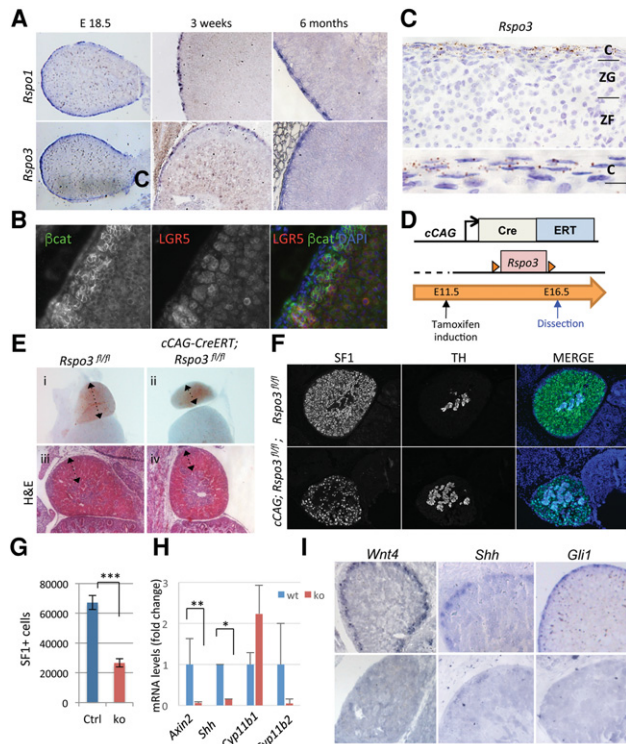 A
E 18.5
3 weeks
6 months
Rspo1
Rspo3
C
B
βcat
LGR5
LGR5 βcat DAPI
C
Rspo3
C
ZG
ZF
C
D
cCAG
Cre
ERT
Rspo3
E11.5
E16.5
Tamoxifen
induction
Dissection
E
Rspo3 fl/fl
cCAG-CreERT;
Rspo3 fl/fl
i
ii
H&E
iii
iv
F
SF1
TH
MERGE
Rspo3 fl/fl
cCAG; Rspo3 fl/fl;
G
SF1+ cells
80000
60000
40000
20000
0
***
Ctrl
ko
H
mRNA levels (fold change)
3
2
1
0
wt
ko
**
*
Axin2
Shh
Cyp11b1
Cyp11b2
I
Wnt4
Shh
Gli1